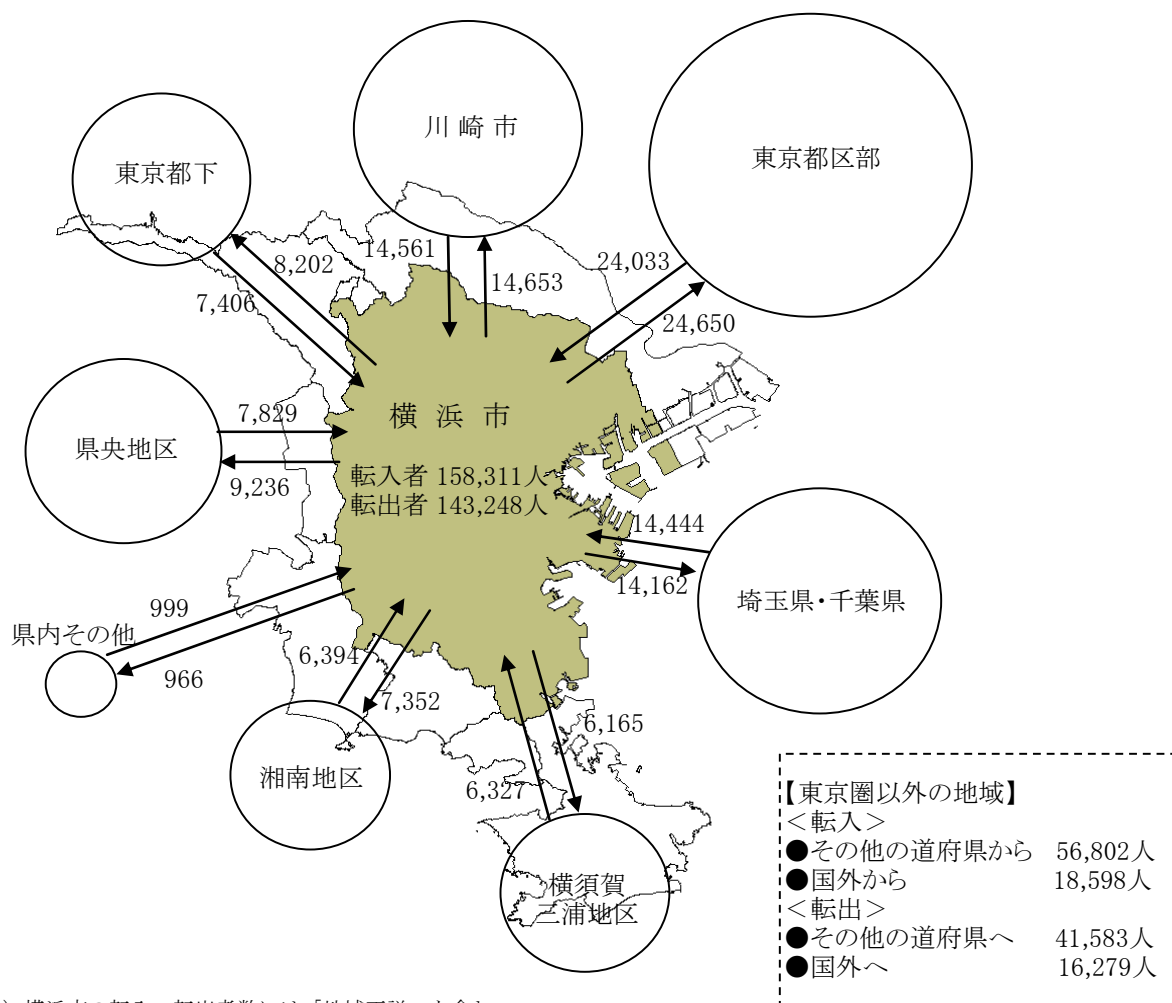 川崎市
東京都区部
東京都下
14,561
14,653
24,033
24,650
8,202
7,406
横浜市
7,829
県央地区
9,236
転入者 158,311人
転出者 143,248人
14,444
14,162
埼玉県・千葉県
999
県内その他
966
6,394
7,352
6,165
6,327
湘南地区
横須賀
三浦地区
【東京圏以外の地域】
＜転入＞
●その他の道府県から 56,802人
●国外から 18,598人
＜転出＞
●その他の道府県へ 41,583人
●国外へ 16,279人